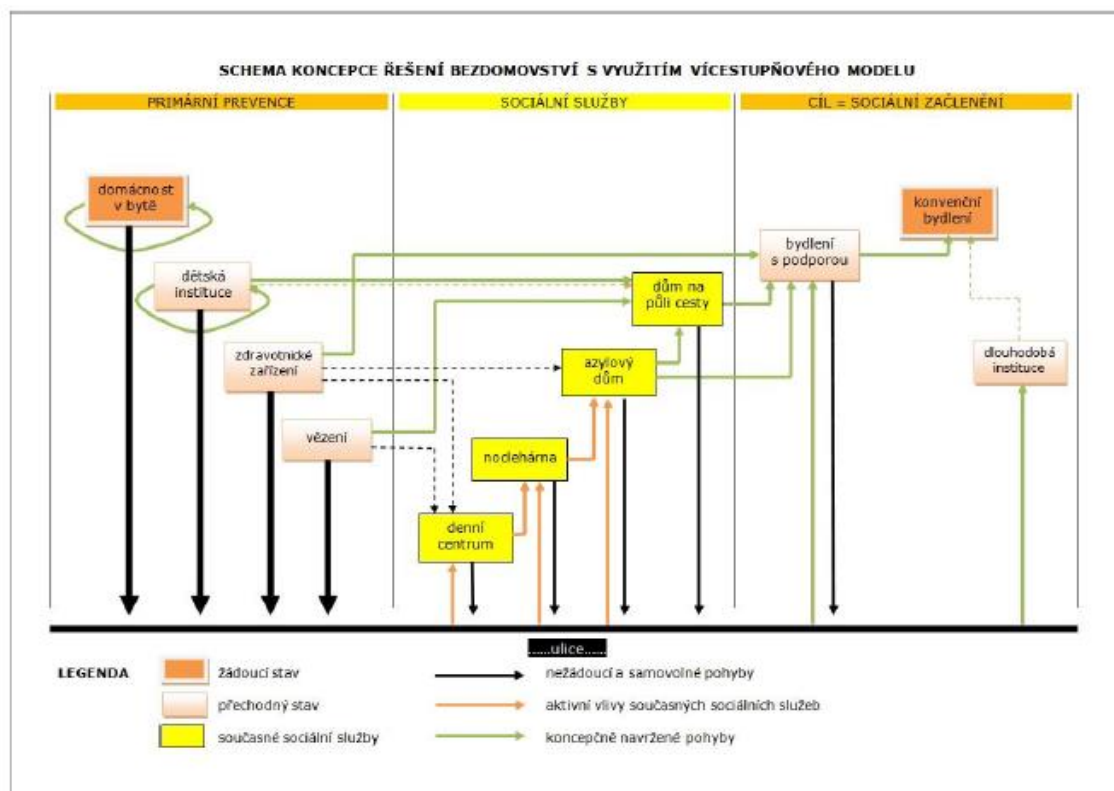 SCHEMA KONCEPCE ŘEŠENÍ BEZDOMOVSTVÍ S VYUŽITÍM VÍCESTUPŇOVÉHO MODELU
PRIMÁRNÍ PREVENCE
SOCIÁLNÍ SLUŽBY
CÍL = SOCIÁLNÍ ZAČLENĚNÍ
domácnost
v bytě
konvenční
bydlení
bydlení
s podporou
dětská
instituce
dům na
půli cesty
zdravotnické
zařízení
azylový
dům
dlouhodobá
instituce
vězení
noclehárna
denní
centrum
......ulice......
LEGENDA
žádoucí stav
nežádoucí a samovolné pohyby
přechodný stav
aktivní vlivy současných sociálních služeb
současné sociální služby
koncepčně navržené pohyby